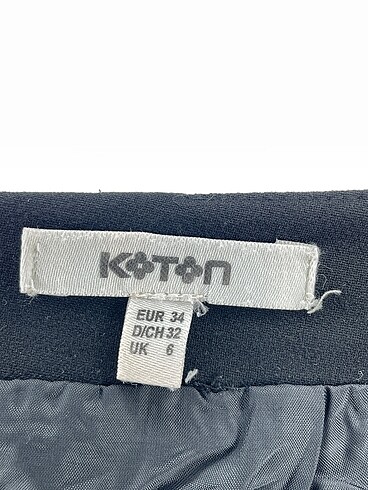 KOTON
EUR 34
D/CH 32
UK 6